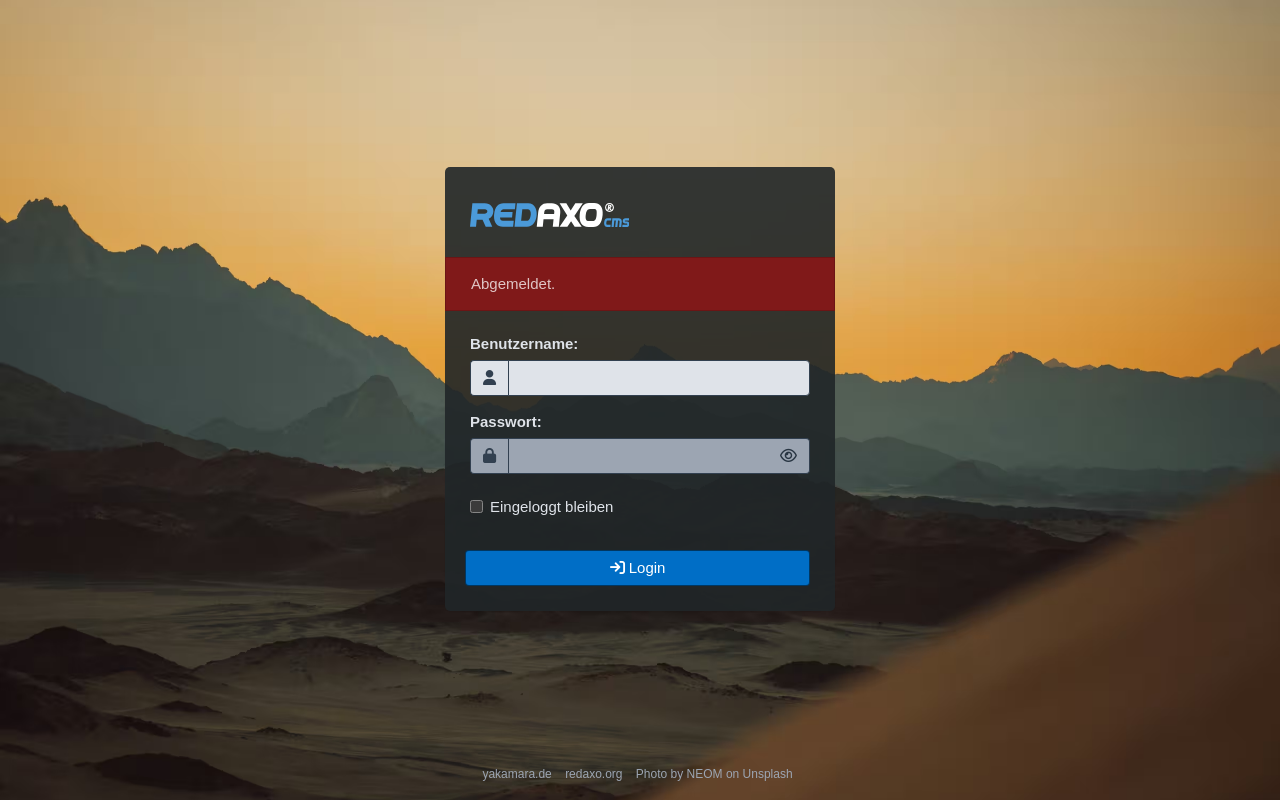 REDAXO® cms
Abgemeldet.
Benutzername:
Passwort:
Eingeloggt bleiben
Login
yakamara.de redaxo.org Photo by NEOM on Unsplash